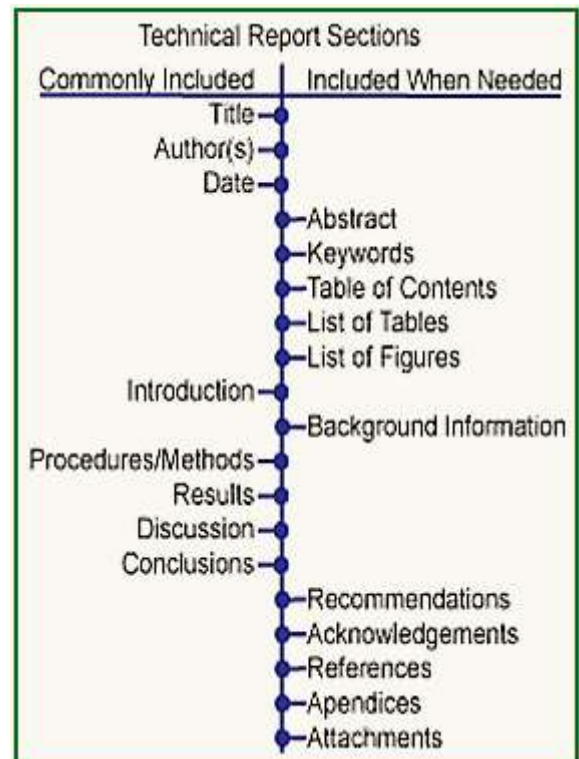 Technical Report Sections
Commonly Included Included When Needed
Title
Author(s)
Date
Abstract
Keywords
Table of Contents
List of Tables
List of Figures
Introduction
Background Information
Procedures/Methods
Results
Discussion
Conclusions
Recommendations
Acknowledgements
References
Apendices
Attachments